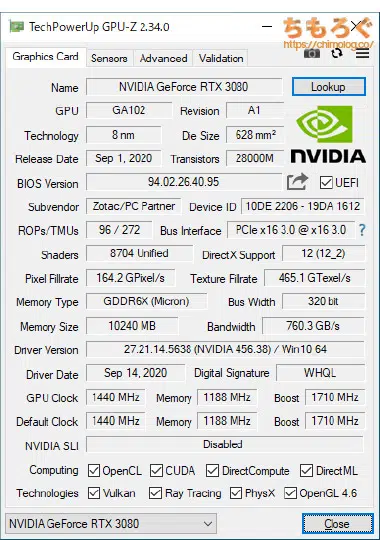 TechPowerUp GPU-Z 2.34.0
ちもろぐ
https://chimolog.co/
Graphics Card Sensors Advanced Validation
Name NVIDIA GeForce RTX 3080 Lookup
GPU GA102 Revision A1
Technology 8 nm Die Size 628 mm²
Release Date Sep 1, 2020 Transistors 28000M
NVIDIA
BIOS Version 94.02.26.40.95 UEFI
Subvendor Zotac/PC Partner Device ID 10DE 2206 - 19DA 1612
ROPs/TMUs 96 / 272 Bus Interface PCIe x16 3.0 @ x16 3.0 ?
Shaders 8704 Unified DirectX Support 12 (12_2)
Pixel Fillrate 164.2 GPixel/s Texture Fillrate 465.1 GTexel/s
Memory Type GDDR6X (Micron) Bus Width 320 bit
Memory Size 10240 MB Bandwidth 760.3 GB/s
Driver Version 27.21.14.5638 (NVIDIA 456.38) / Win10 64
Driver Date Sep 14, 2020 Digital Signature WHQL
GPU Clock 1440 MHz Memory 1188 MHz Boost 1710 MHz
Default Clock 1440 MHz Memory 1188 MHz Boost 1710 MHz
NVIDIA SLI Disabled
Computing OpenCL CUDA DirectCompute DirectML
Technologies Vulkan Ray Tracing PhysX OpenGL 4.6
NVIDIA GeForce RTX 3080 Close